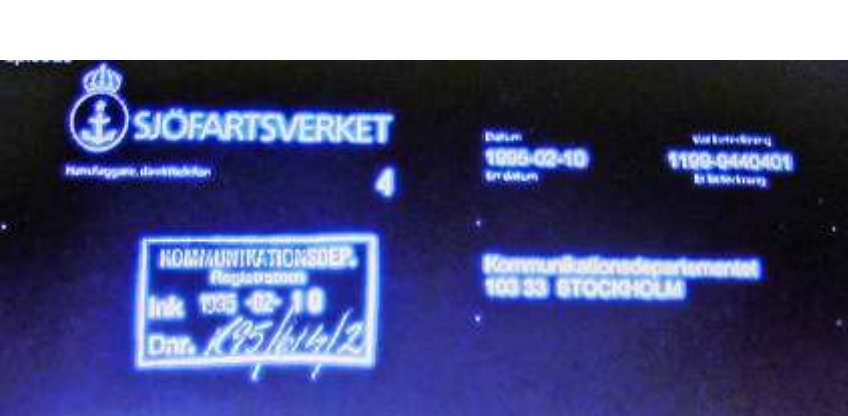 SJÖFARTSVERKET
Handläggare, direkttelefon
4
Datum
1995-02-10
Ert datum
Vår beteckning
1199-9440401
Er beteckning
KOMMUNIKATIONSDEP.
Registratorn
Ink 1995 -02- 10
Dnr. K95/614/2
Kommunikationsdepartementet
103 33 STOCKHOLM